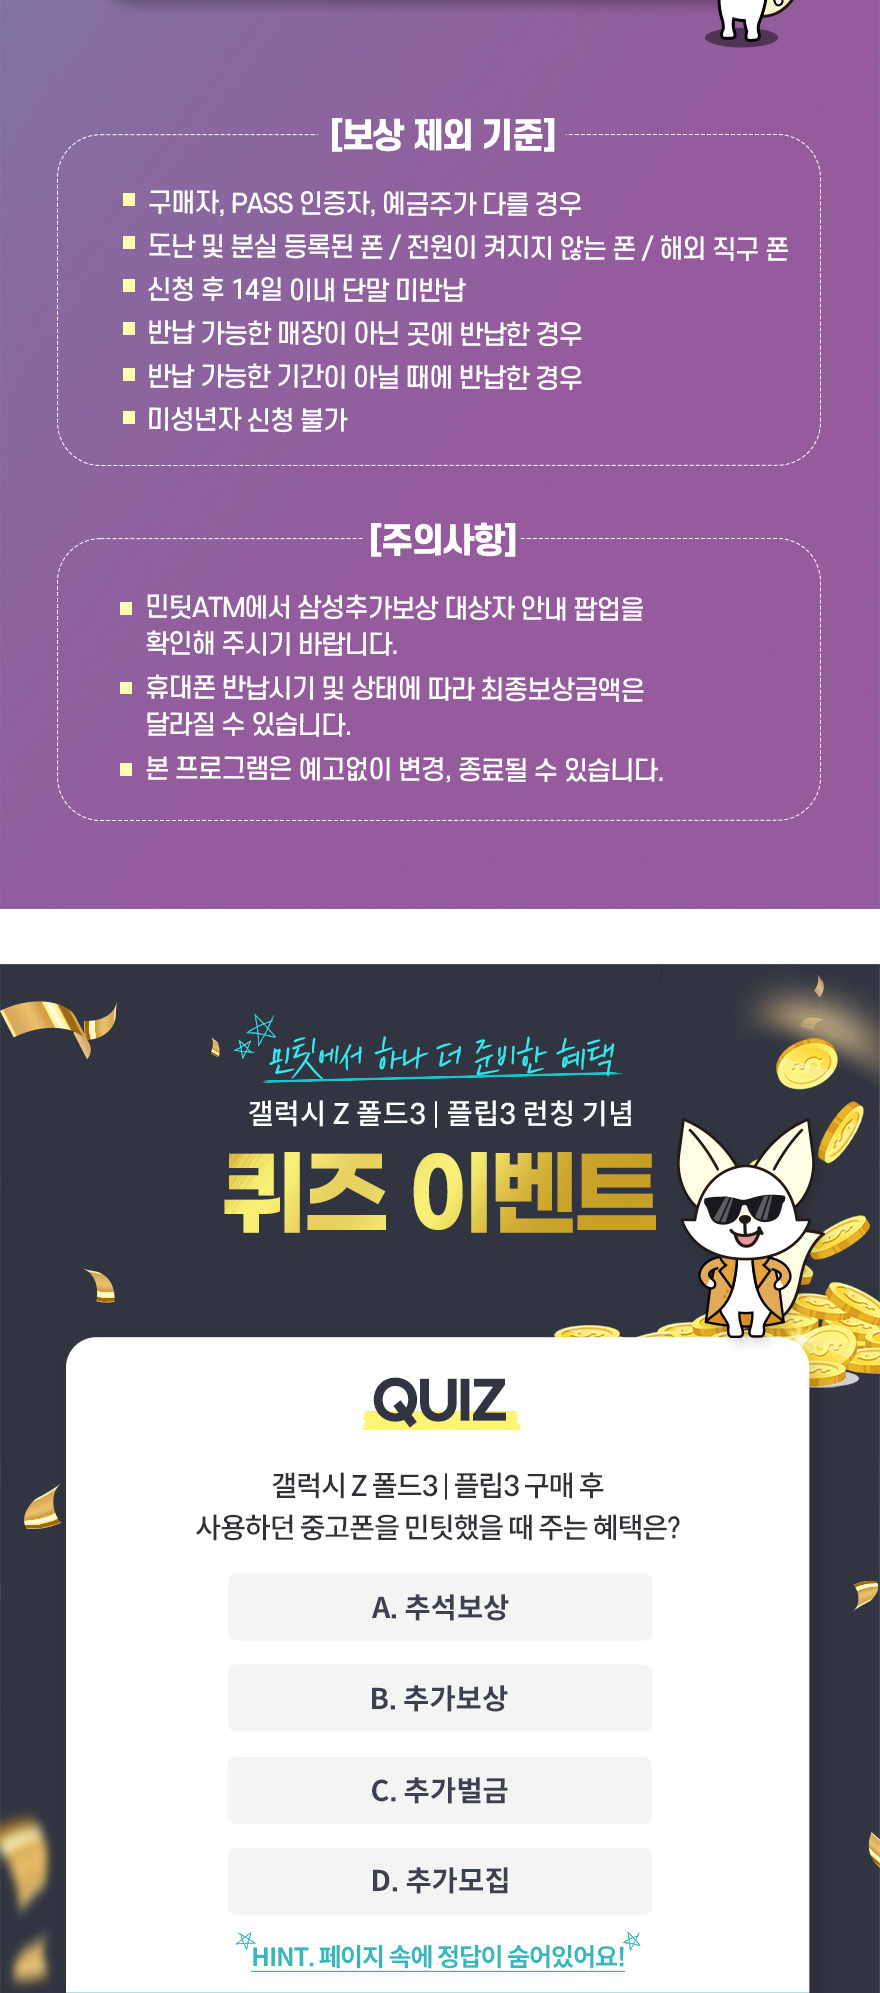 [보상 제외 기준]
구매자, PASS 인증자, 예금주가 다를 경우
도난 및 분실 등록된 폰 / 전원이 켜지지 않는 폰 / 해외 직구 폰
신청 후 14일 이내 단말 미반납
반납 가능한 매장이 아닌 곳에 반납한 경우
반납 가능한 기간이 아닐 때에 반납한 경우
미성년자 신청 불가
[주의사항]
민팃ATM에서 삼성추가보상 대상자 안내 팝업을
확인해 주시기 바랍니다.
휴대폰 반납시기 및 상태에 따라 최종보상금액은
달라질 수 있습니다.
본 프로그램은 예고없이 변경, 종료될 수 있습니다.
민팃에서 하나 더 준비한 혜택
갤럭시 Z 폴드3 | 플립3 런칭 기념
퀴즈 이벤트
QUIZ
갤럭시 Z 폴드3 | 플립3 구매 후
사용하던 중고폰을 민팃했을 때 주는 혜택은?
A. 추석보상
B. 추가보상
C. 추가벌금
D. 추가모집
HINT. 페이지 속에 정답이 숨어있어요!